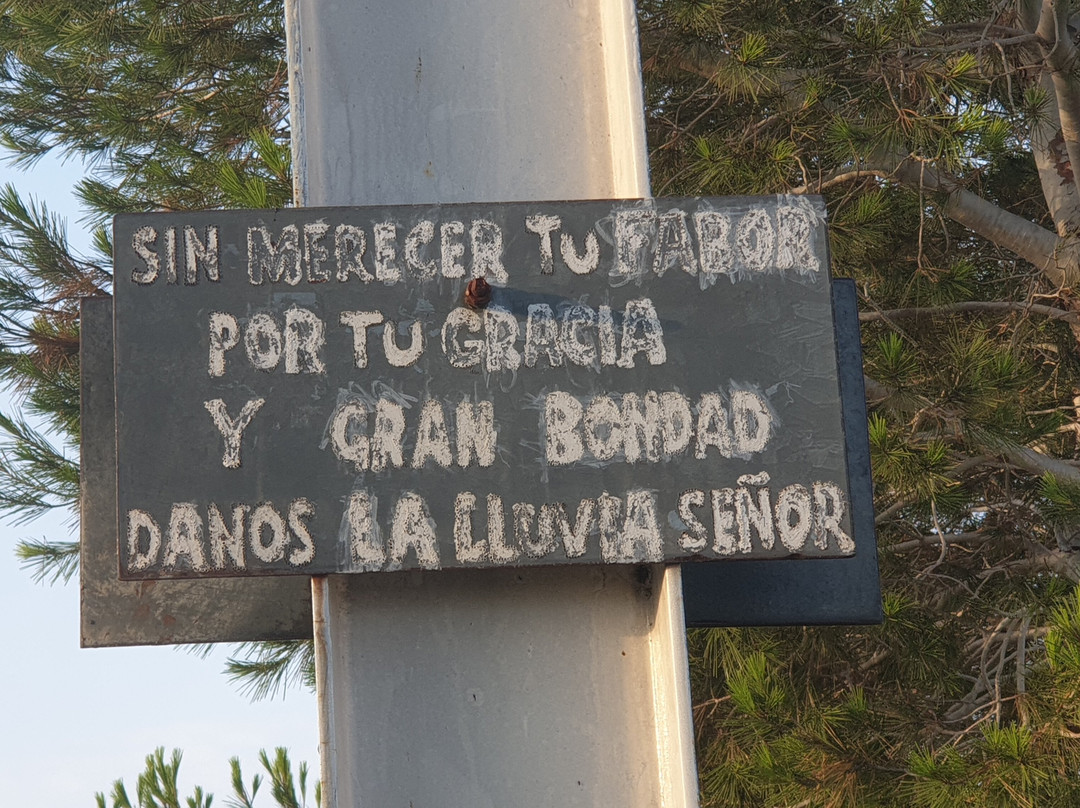 SIN MERECER TU FABOR
POR TU GRACIA
Y GRAN BONDAD
DANOS LA LLUVIA SEÑOR